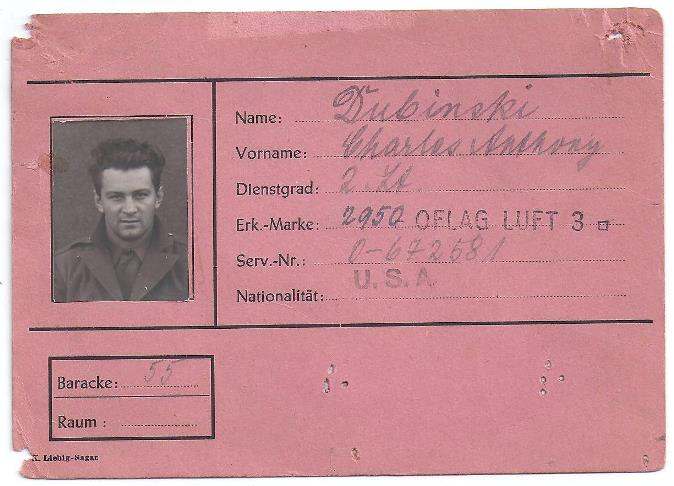 Name: Dubinski
Vorname: Charles Anthony
Dienstgrad: 2. Lt.
Erk.-Marke: 2950 OFLAG LUFT 3
Serv.-Nr.: 0-672581
Nationalität: U.S.A.
Baracke: 55
Raum :
K. Liebig-Sagan